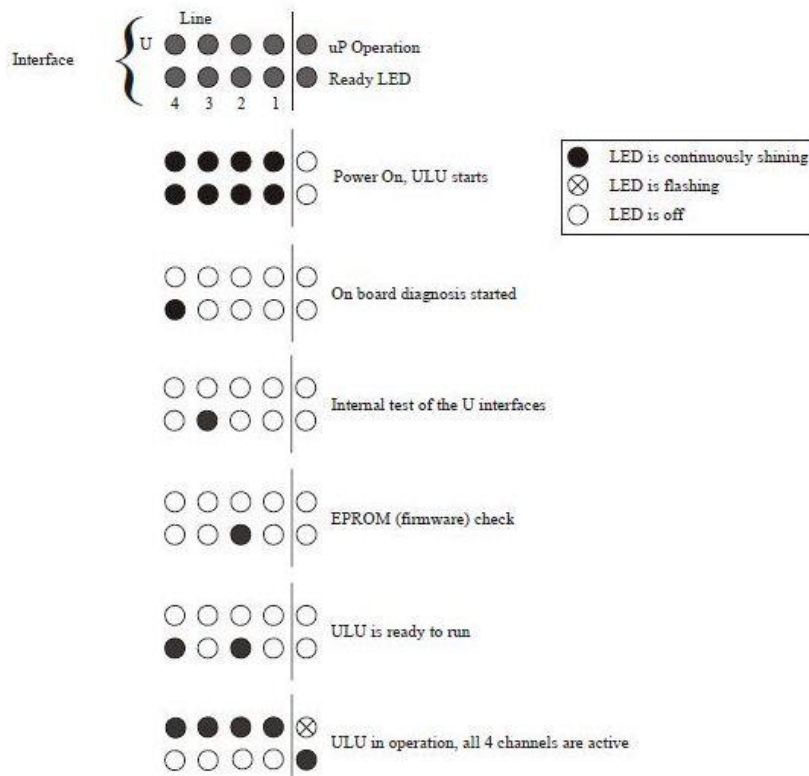 Line
U
uP Operation
Interface
Ready LED
4 3 2 1
LED is continuously shining
Power On, ULU starts
LED is flashing
LED is off
On board diagnosis started
Internal test of the U interfaces
EPROM (firmware) check
ULU is ready to run
ULU in operation, all 4 channels are active